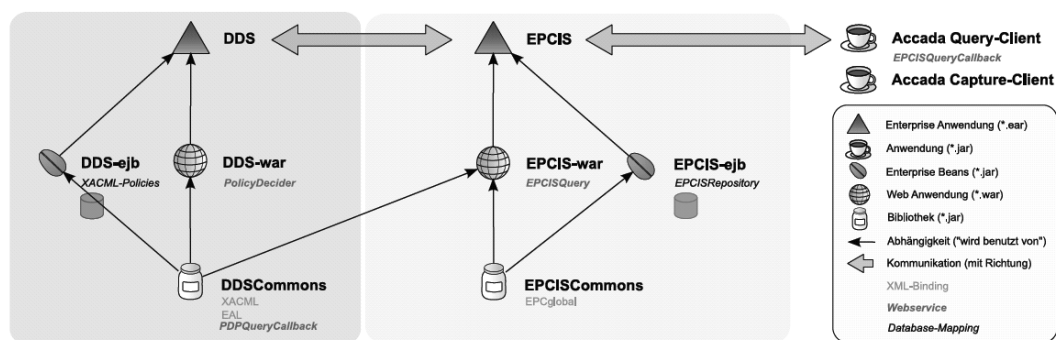 DDS
EPCIS
Accada Query-Client
EPCISQueryCallback
Accada Capture-Client
DDS-ejb
XACML-Policies
DDS-war
PolicyDecider
EPCIS-war
EPCISQuery
EPCIS-ejb
EPCISRepository
DDSCommons
XACML
EAL
PDPQueryCallback
EPCISCommons
EPCglobal
Enterprise Anwendung (*.ear)
Anwendung (*.jar)
Enterprise Beans (*.jar)
Web Anwendung (*.war)
Bibliothek (*.jar)
Abhängigkeit ("wird benutzt von")
Kommunikation (mit Richtung)
XML-Binding
Webservice
Database-Mapping